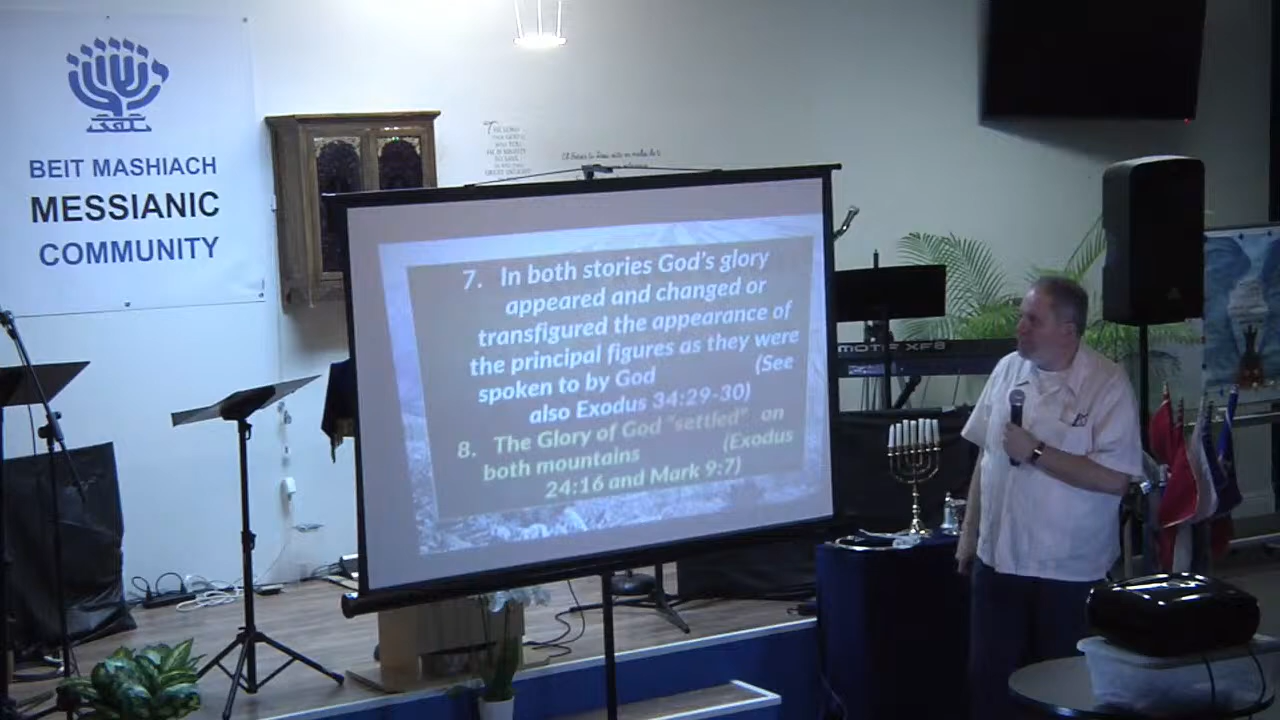 BEIT MASHIACH
MESSIANIC
COMMUNITY
7. In both stories God's glory
appeared and changed or
transfigured the appearance of
the principal figures as they were
spoken to by God (See
also Exodus 34:29-30)
8. The Glory of God "settled" on
both mountains (Exodus
24:16 and Mark 9:7)
MOTIF XF8